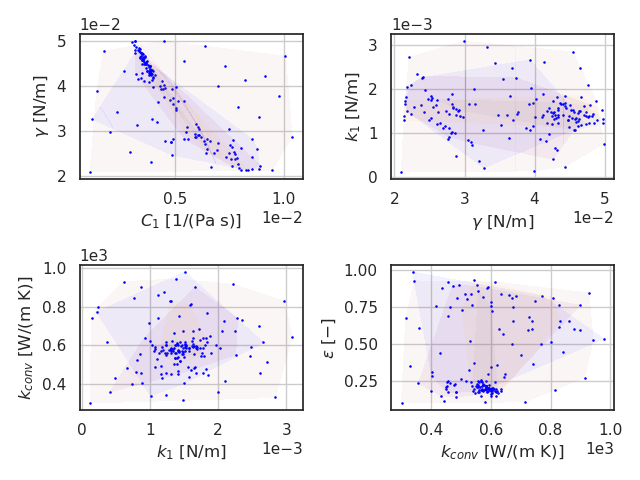 1e−2
5
4
3
2
γ [N/m]
0.5
1.0
1e−2
C₁ [1/(Pa s)]
1e−3
3
2
1
0
k₁ [N/m]
2
3
4
5
1e−2
γ [N/m]
1e3
1.0
0.8
0.6
0.4
k_conv [W/(m K)]
0
1
2
3
1e−3
k₁ [N/m]
1.00
0.75
0.50
0.25
ε [−]
0.4
0.6
0.8
1.0
1e3
k_conv [W/(m K)]